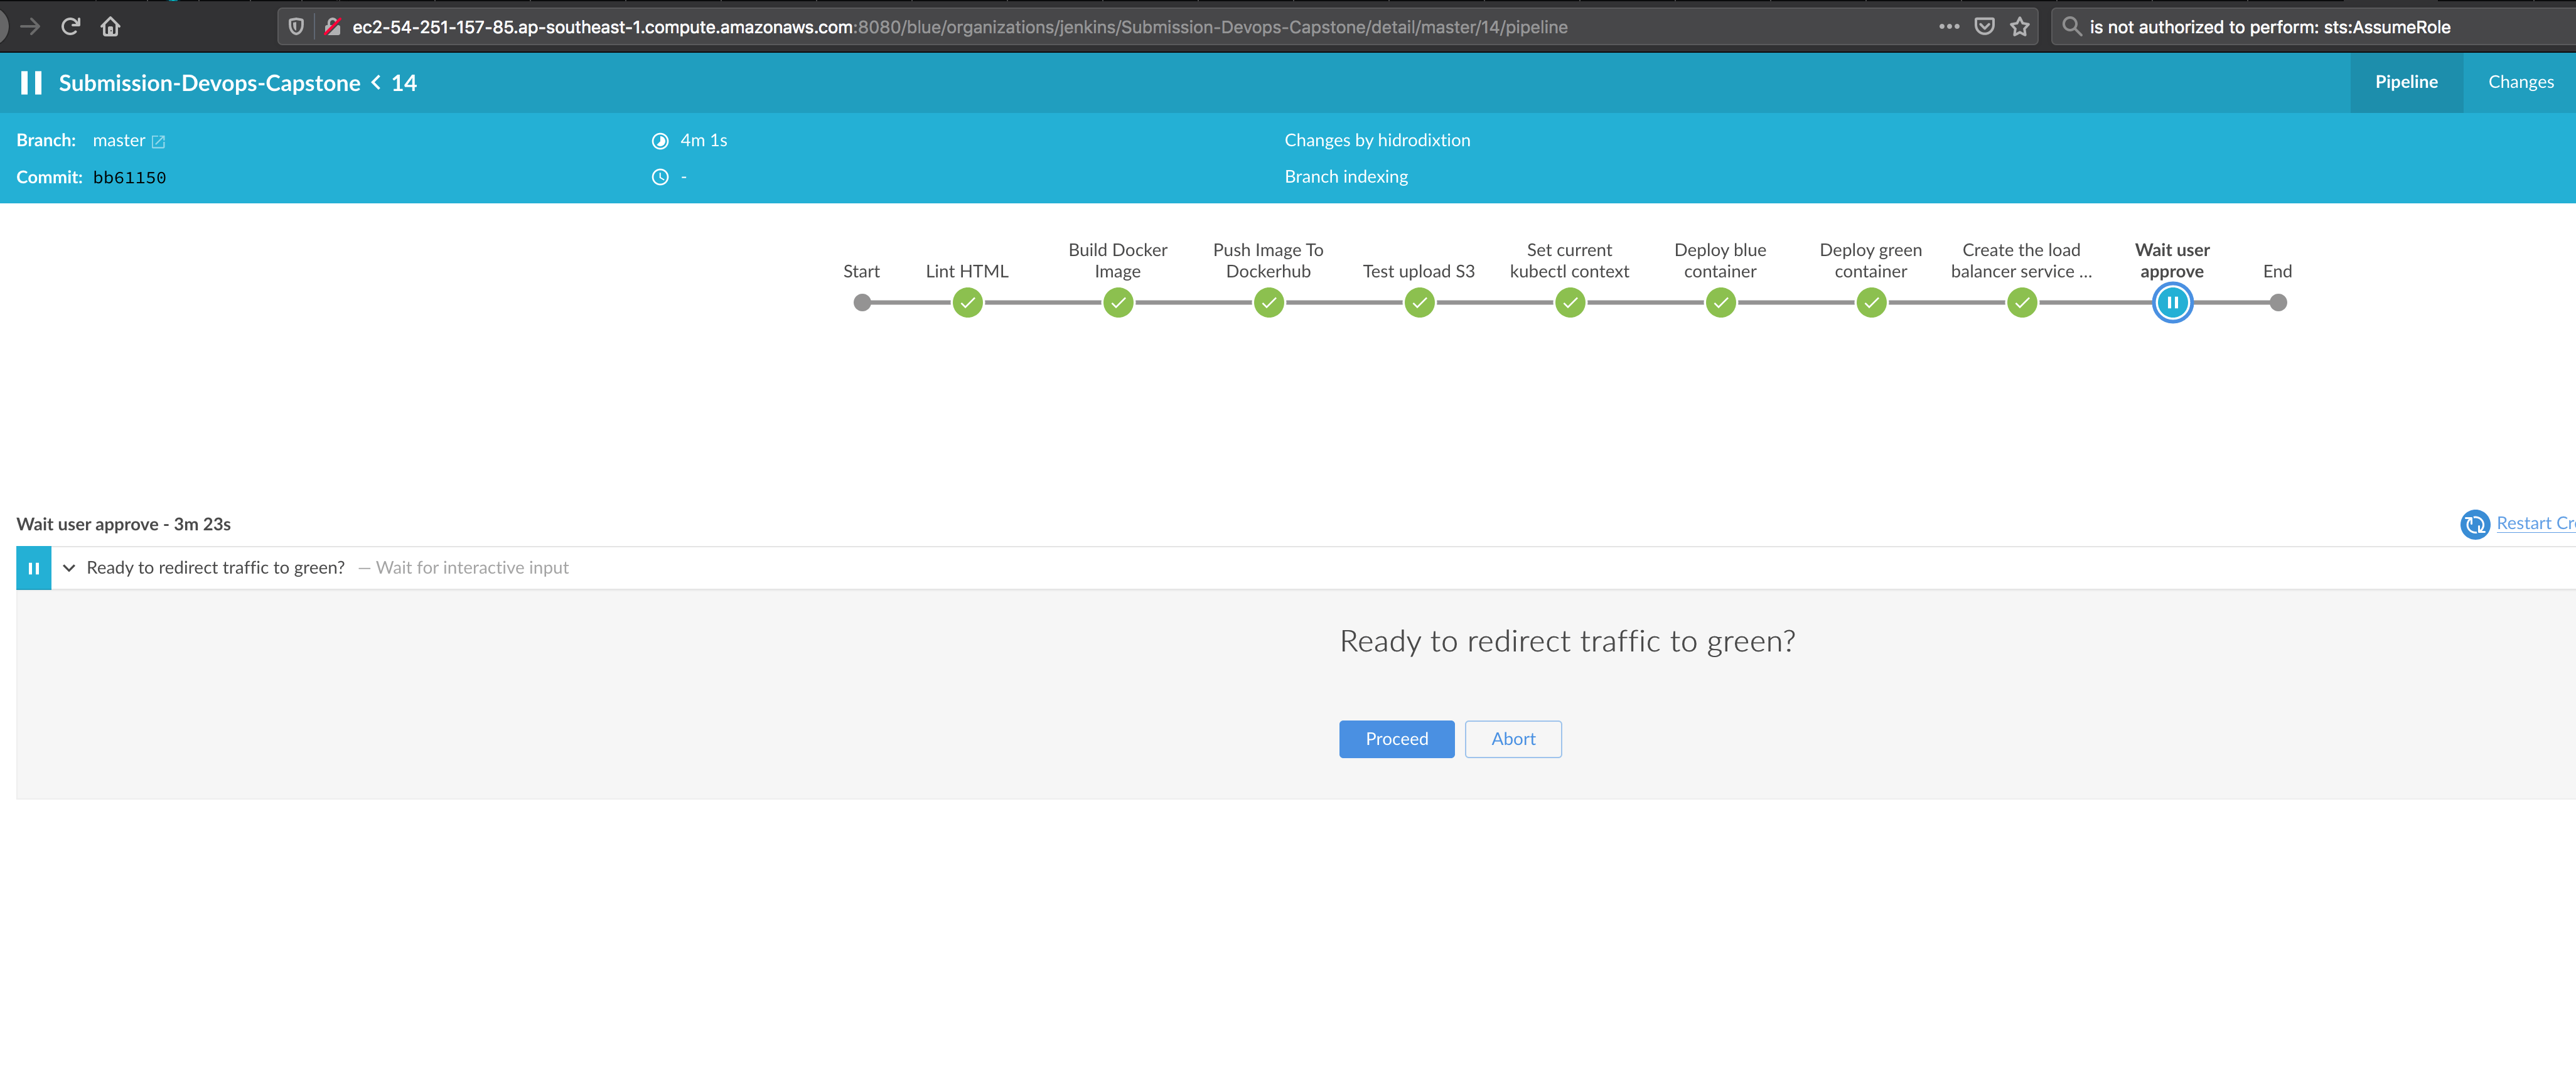 ec2-54-251-157-85.ap-southeast-1.compute.amazonaws.com:8080/blue/organizations/jenkins/Submission-Devops-Capstone/detail/master/14/pipeline
is not authorized to perform: sts:AssumeRole
Submission-Devops-Capstone < 14
Pipeline
Changes
Branch: master
4m 1s
Changes by hidrodixtion
Commit: bb61150
-
Branch indexing
Start
Lint HTML
Build Docker
Image
Push Image To
Dockerhub
Test upload S3
Set current
kubectl context
Deploy blue
container
Deploy green
container
Create the load
balancer service ...
Wait user
approve
End
Wait user approve - 3m 23s
Restart Cr
Ready to redirect traffic to green? — Wait for interactive input
Ready to redirect traffic to green?
Proceed
Abort